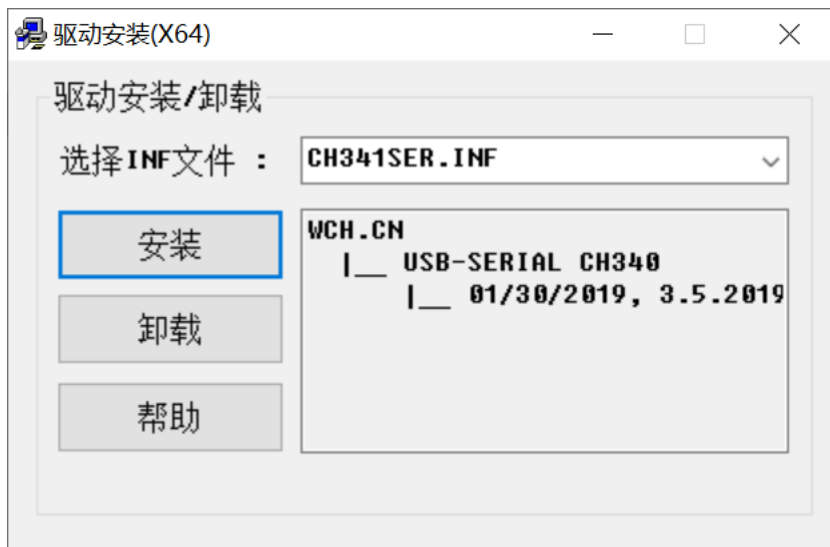 驱动安装(X64)
驱动安装/卸载
选择INF文件 :
CH341SER.INF
安装
卸载
帮助
WCH.CN
|__ USB-SERIAL CH340
|__ 01/30/2019, 3.5.2019